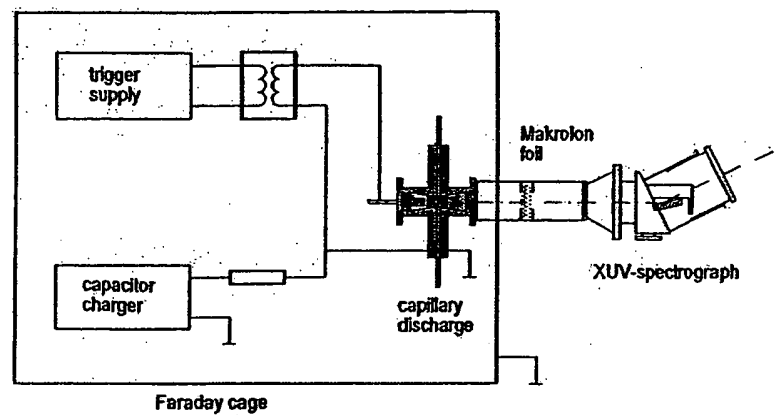 trigger
supply
Makrolon
foil
XUV-spectrograph
capacitor
charger
capillary
discharge
Faraday cage